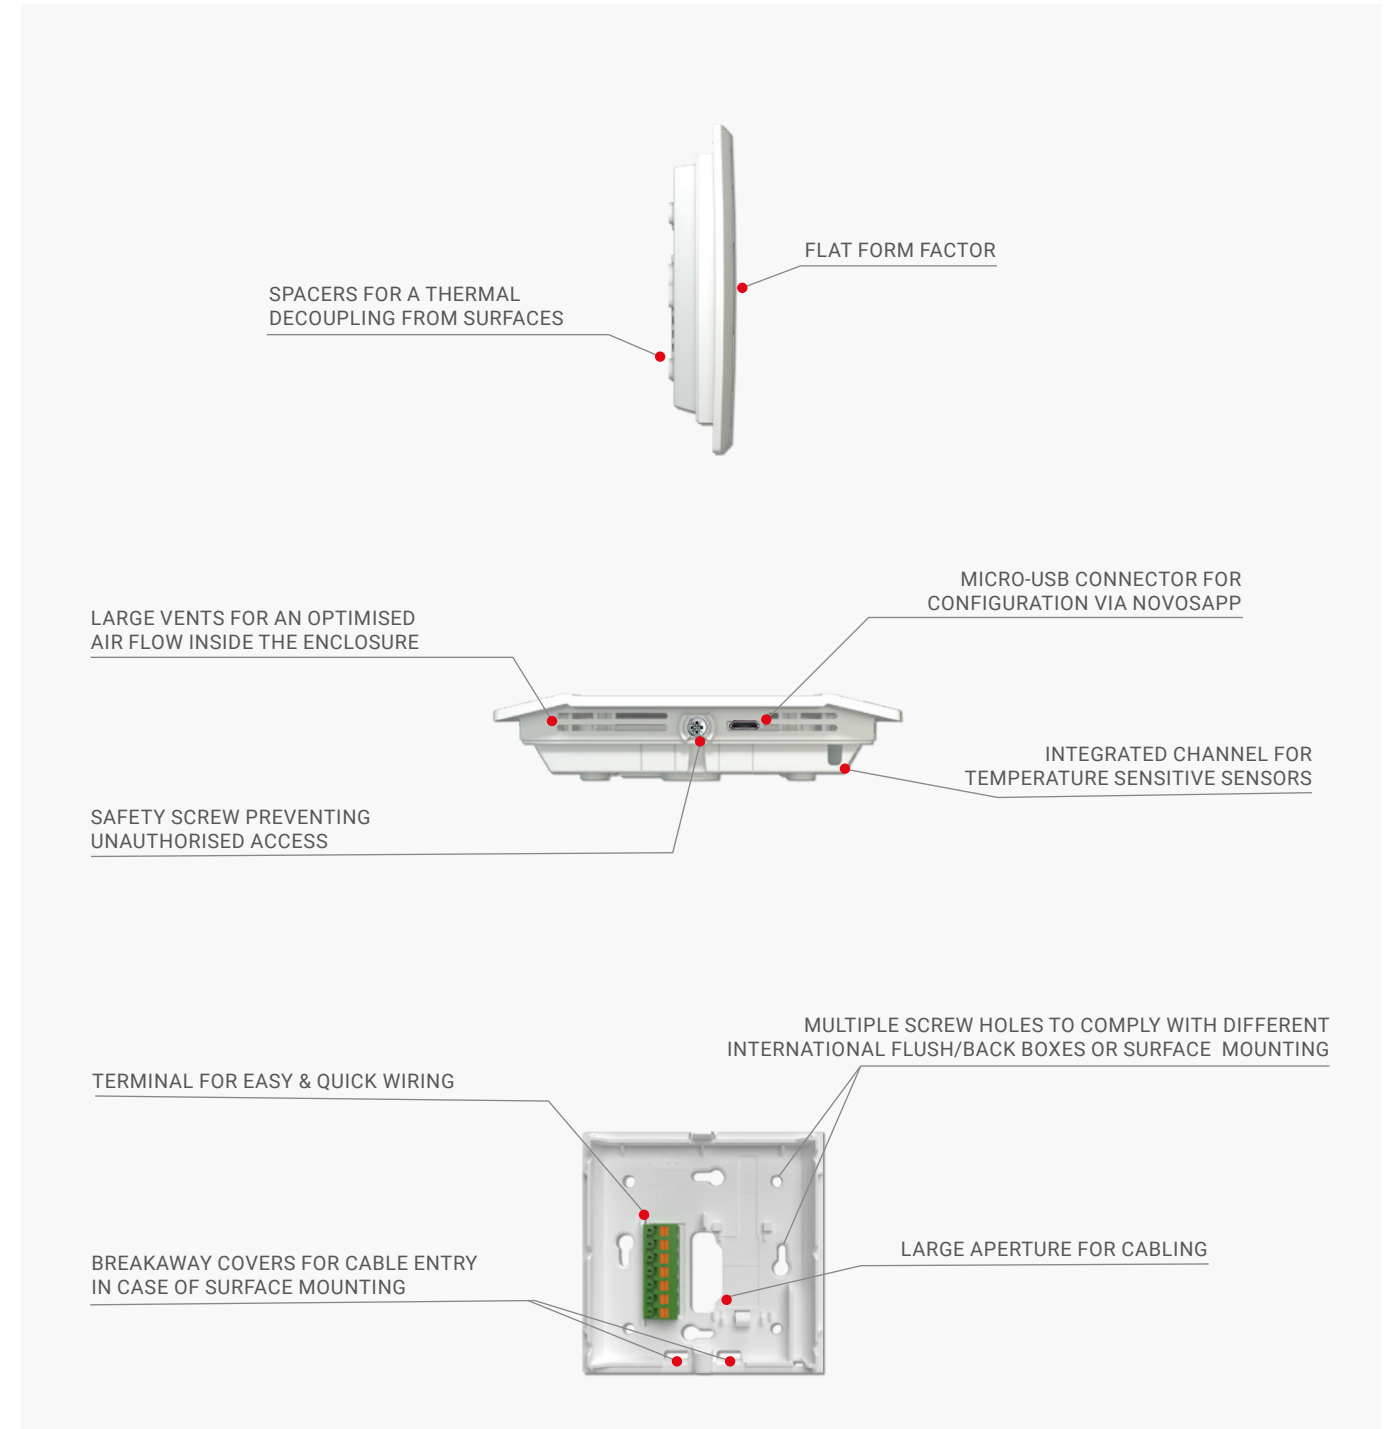 FLAT FORM FACTOR
SPACERS FOR A THERMAL
DECOUPLING FROM SURFACES
MICRO-USB CONNECTOR FOR
CONFIGURATION VIA NOVOSAPP
LARGE VENTS FOR AN OPTIMISED
AIR FLOW INSIDE THE ENCLOSURE
INTEGRATED CHANNEL FOR
TEMPERATURE SENSITIVE SENSORS
SAFETY SCREW PREVENTING
UNAUTHORISED ACCESS
MULTIPLE SCREW HOLES TO COMPLY WITH DIFFERENT
INTERNATIONAL FLUSH/BACK BOXES OR SURFACE MOUNTING
TERMINAL FOR EASY & QUICK WIRING
LARGE APERTURE FOR CABLING
BREAKAWAY COVERS FOR CABLE ENTRY
IN CASE OF SURFACE MOUNTING